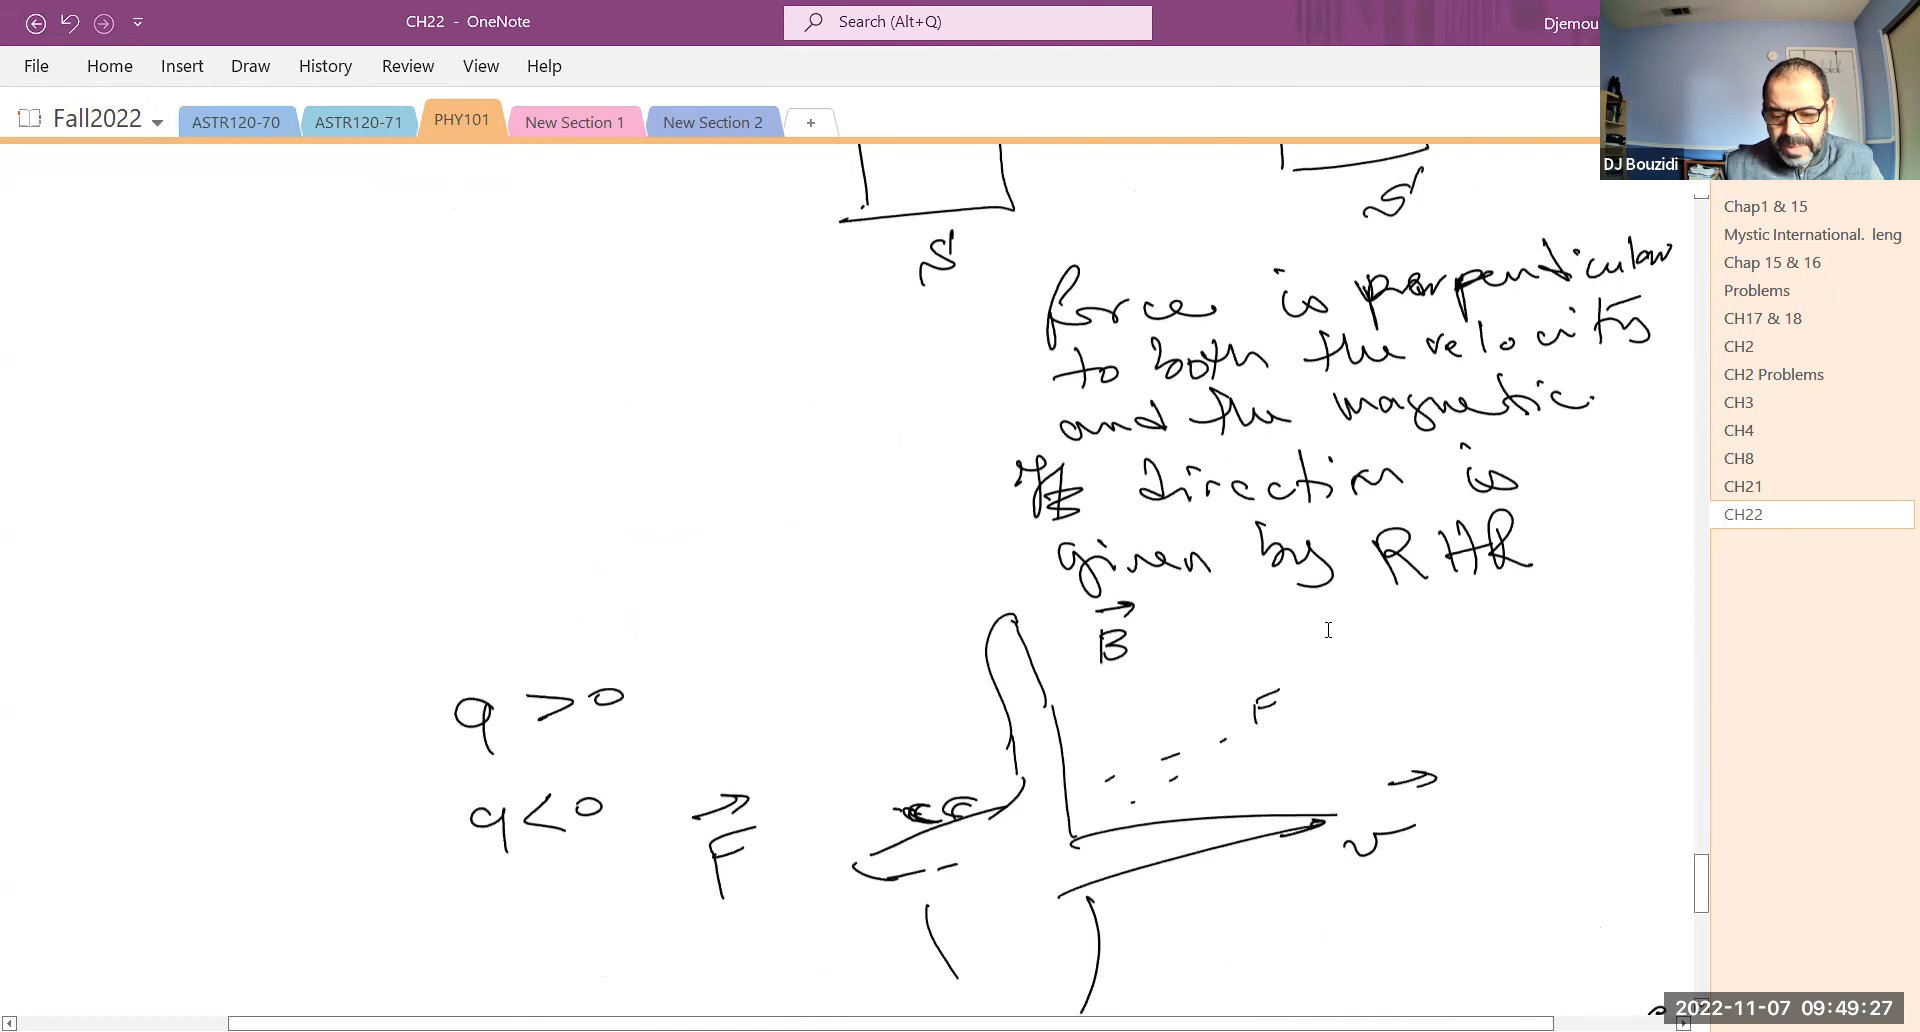 CH22 - OneNote
Search (Alt+Q)
Djemou
File Home Insert Draw History Review View Help
Fall2022
ASTR120-70
ASTR120-71
PHY101
New Section 1
New Section 2
+
DJ Bouzidi
Chap1 & 15
Mystic International. leng
Chap 15 & 16
Problems
CH17 & 18
CH2
CH2 Problems
CH3
CH4
CH8
CH21
CH22
S
S
force is perpendicular
to both the velocity
and the magnetic.
direction is
given by RHR
B
F
q > 0
q < 0
F
v
2022-11-07 09:49:27